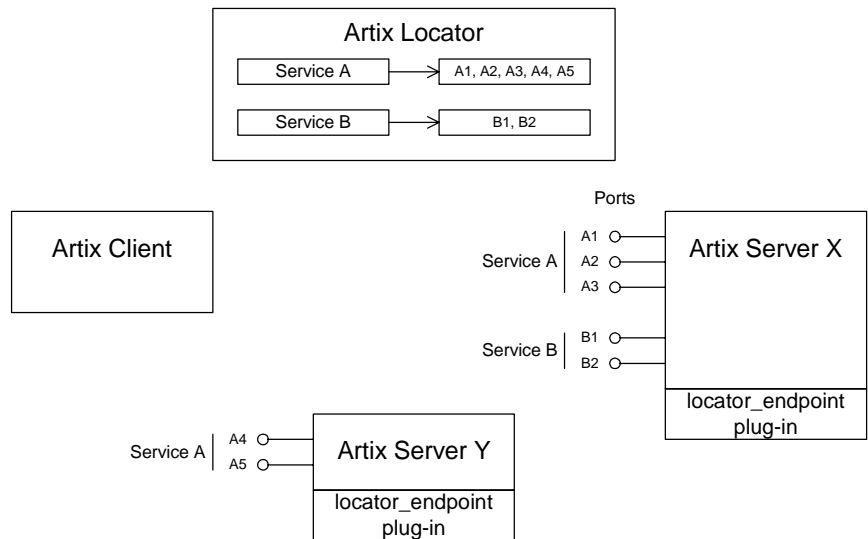 Artix Locator
Service A
A1, A2, A3, A4, A5
Service B
B1, B2
Ports
Artix Client
Service A
A1
A2
A3
Artix Server X
Service B
B1
B2
locator_endpoint
plug-in
Service A
A4
A5
Artix Server Y
locator_endpoint
plug-in